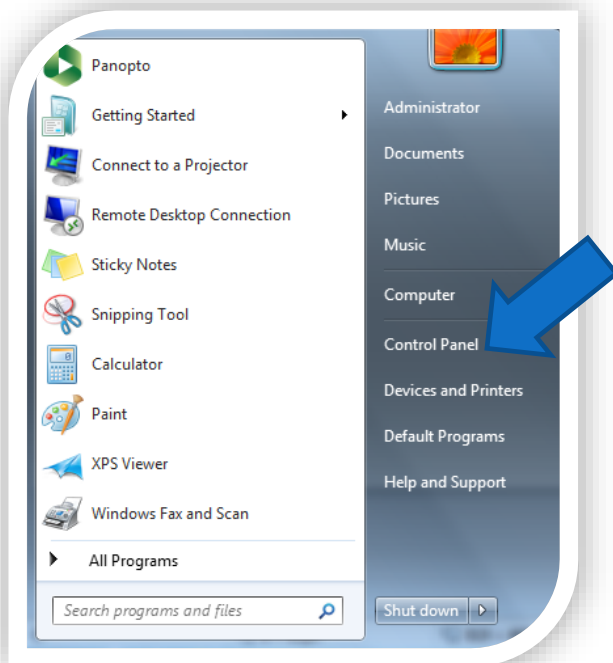 Panopto
Getting Started
Connect to a Projector
Remote Desktop Connection
Sticky Notes
Snipping Tool
Calculator
Paint
XPS Viewer
Windows Fax and Scan
All Programs
Search programs and files
Administrator
Documents
Pictures
Music
Computer
Control Panel
Devices and Printers
Default Programs
Help and Support
Shut down